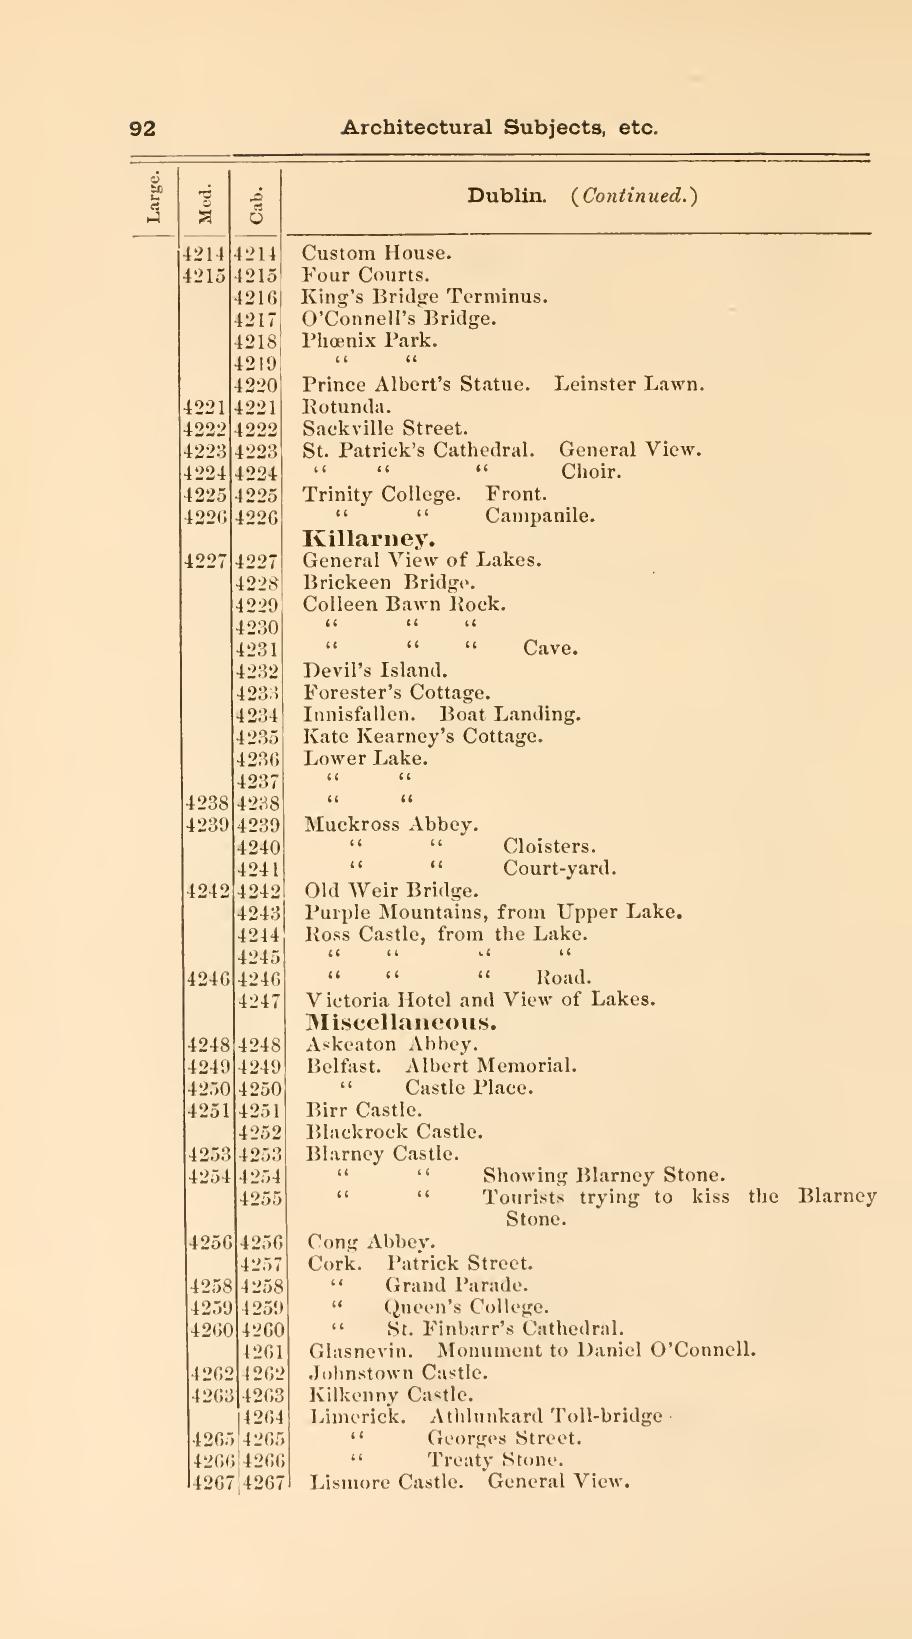 92 Architectural Subjects, etc.
Large. Med. Cab. Dublin. (Continued.)
4214 4214 Custom House.
4215 4215 Four Courts.
4216 King's Bridge Terminus.
4217 O'Connell's Bridge.
4218 Phœnix Park.
4219 “ “
4220 Prince Albert's Statue. Leinster Lawn.
4221 4221 Rotunda.
4222 4222 Sackville Street.
4223 4223 St. Patrick's Cathedral. General View.
4224 4224 “ “ “ Choir.
4225 4225 Trinity College. Front.
4226 4226 “ “ Campanile.
Killarney.
4227 4227 General View of Lakes.
4228 Brickeen Bridge.
4229 Colleen Bawn Rock.
4230 “ “ “
4231 “ “ “ Cave.
4232 Devil's Island.
4233 Forester's Cottage.
4234 Innisfallen. Boat Landing.
4235 Kate Kearney's Cottage.
4236 Lower Lake.
4237 “ “
4238 4238 “ “
4239 4239 Muckross Abbey.
4240 “ “ Cloisters.
4241 “ “ Court-yard.
4242 4242 Old Weir Bridge.
4243 Purple Mountains, from Upper Lake.
4244 Ross Castle, from the Lake.
4245 “ “ “ “
4246 4246 “ “ “ Road.
4247 Victoria Hotel and View of Lakes.
Miscellaneous.
4248 4248 Askeaton Abbey.
4249 4249 Belfast. Albert Memorial.
4250 4250 “ Castle Place.
4251 4251 Birr Castle.
4252 Blackrock Castle.
4253 4253 Blarney Castle.
4254 4254 “ “ Showing Blarney Stone.
4255 “ “ Tourists trying to kiss the Blarney
Stone.
4256 4256 Cong Abbey.
4257 Cork. Patrick Street.
4258 4258 “ Grand Parade.
4259 4259 “ Queen's College.
4260 4260 “ St. Finbarr's Cathedral.
4261 Glasnevin. Monument to Daniel O'Connell.
4262 4262 Johnstown Castle.
4263 4263 Kilkenny Castle.
4264 Limerick. Athlunkard Toll-bridge
4265 4265 “ Georges Street.
4266 4266 “ Treaty Stone.
4267 4267 Lismore Castle. General View.